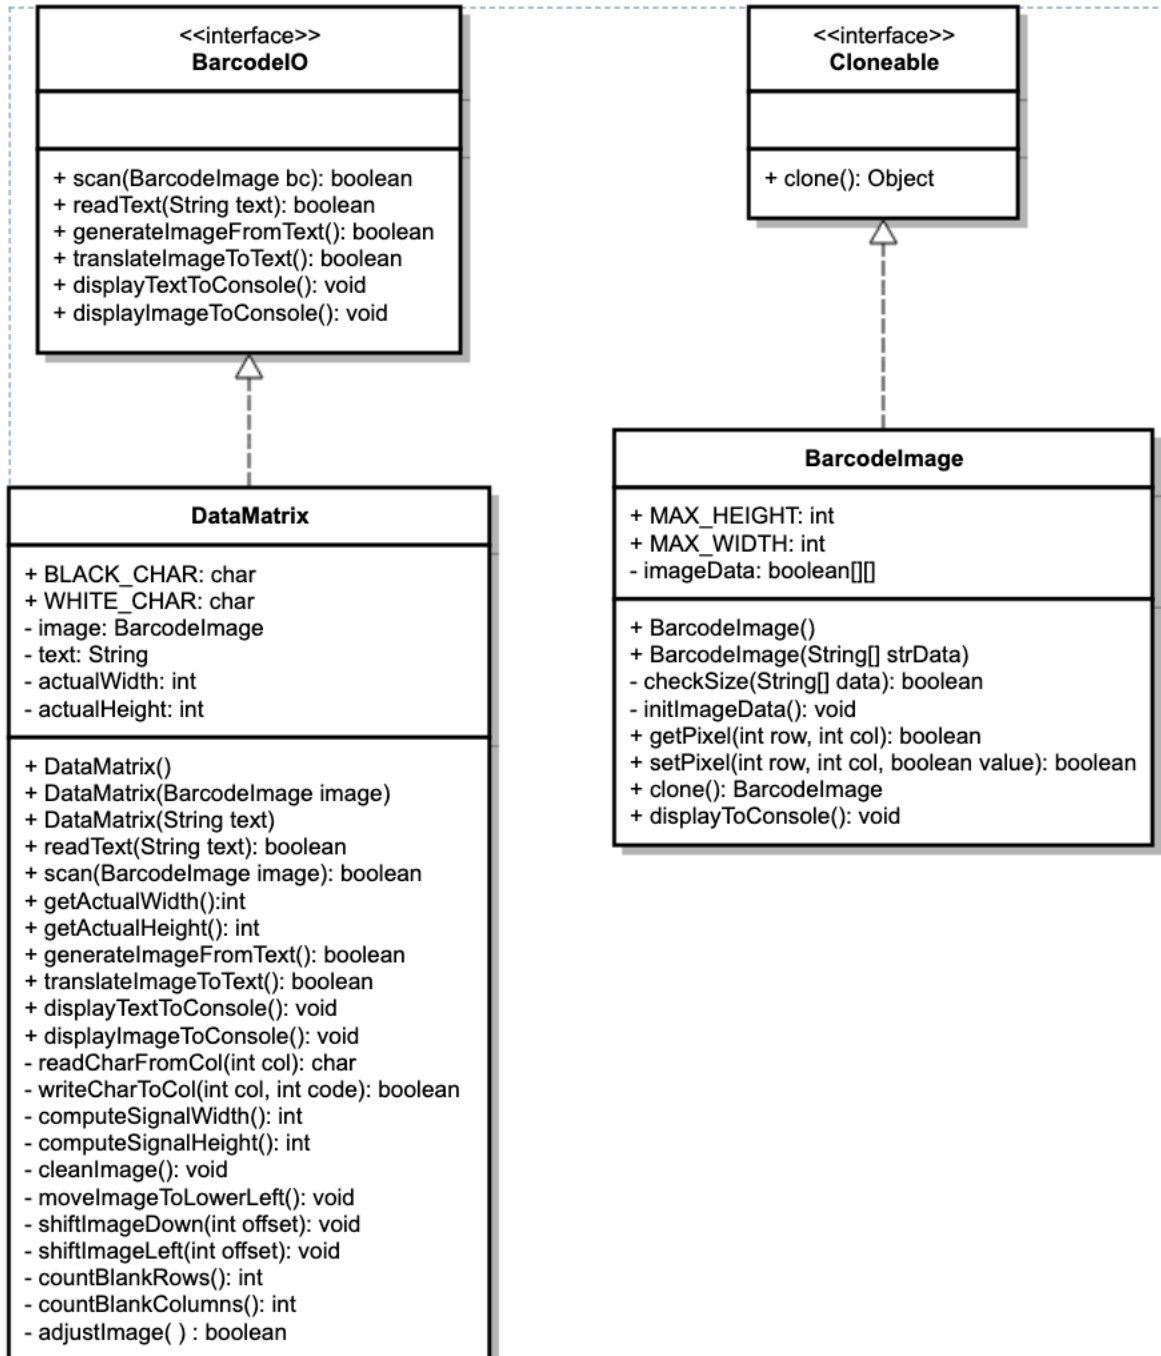 <<interface>>
BarcodeIO
+ scan(BarcodeImage bc): boolean
+ readText(String text): boolean
+ generateImageFromText(): boolean
+ translateImageToText(): boolean
+ displayTextToConsole(): void
+ displayImageToConsole(): void
<<interface>>
Cloneable
+ clone(): Object
DataMatrix
+ BLACK_CHAR: char
+ WHITE_CHAR: char
- image: BarcodeImage
- text: String
- actualWidth: int
- actualHeight: int
+ DataMatrix()
+ DataMatrix(BarcodeImage image)
+ DataMatrix(String text)
+ readText(String text): boolean
+ scan(BarcodeImage image): boolean
+ getActualWidth():int
+ getActualHeight(): int
+ generateImageFromText(): boolean
+ translateImageToText(): boolean
+ displayTextToConsole(): void
+ displayImageToConsole(): void
- readCharFromCol(int col): char
- writeCharToCol(int col, int code): boolean
- computeSignalWidth(): int
- computeSignalHeight(): int
- cleanImage(): void
- moveImageToLowerLeft(): void
- shiftImageDown(int offset): void
- shiftImageLeft(int offset): void
- countBlankRows(): int
- countBlankColumns(): int
- adjustImage( ) : boolean
BarcodeImage
+ MAX_HEIGHT: int
+ MAX_WIDTH: int
- imageData: boolean[][]
+ BarcodeImage()
+ BarcodeImage(String[] strData)
- checkSize(String[] data): boolean
- initImageData(): void
+ getPixel(int row, int col): boolean
+ setPixel(int row, int col, boolean value): boolean
+ clone(): BarcodeImage
+ displayToConsole(): void